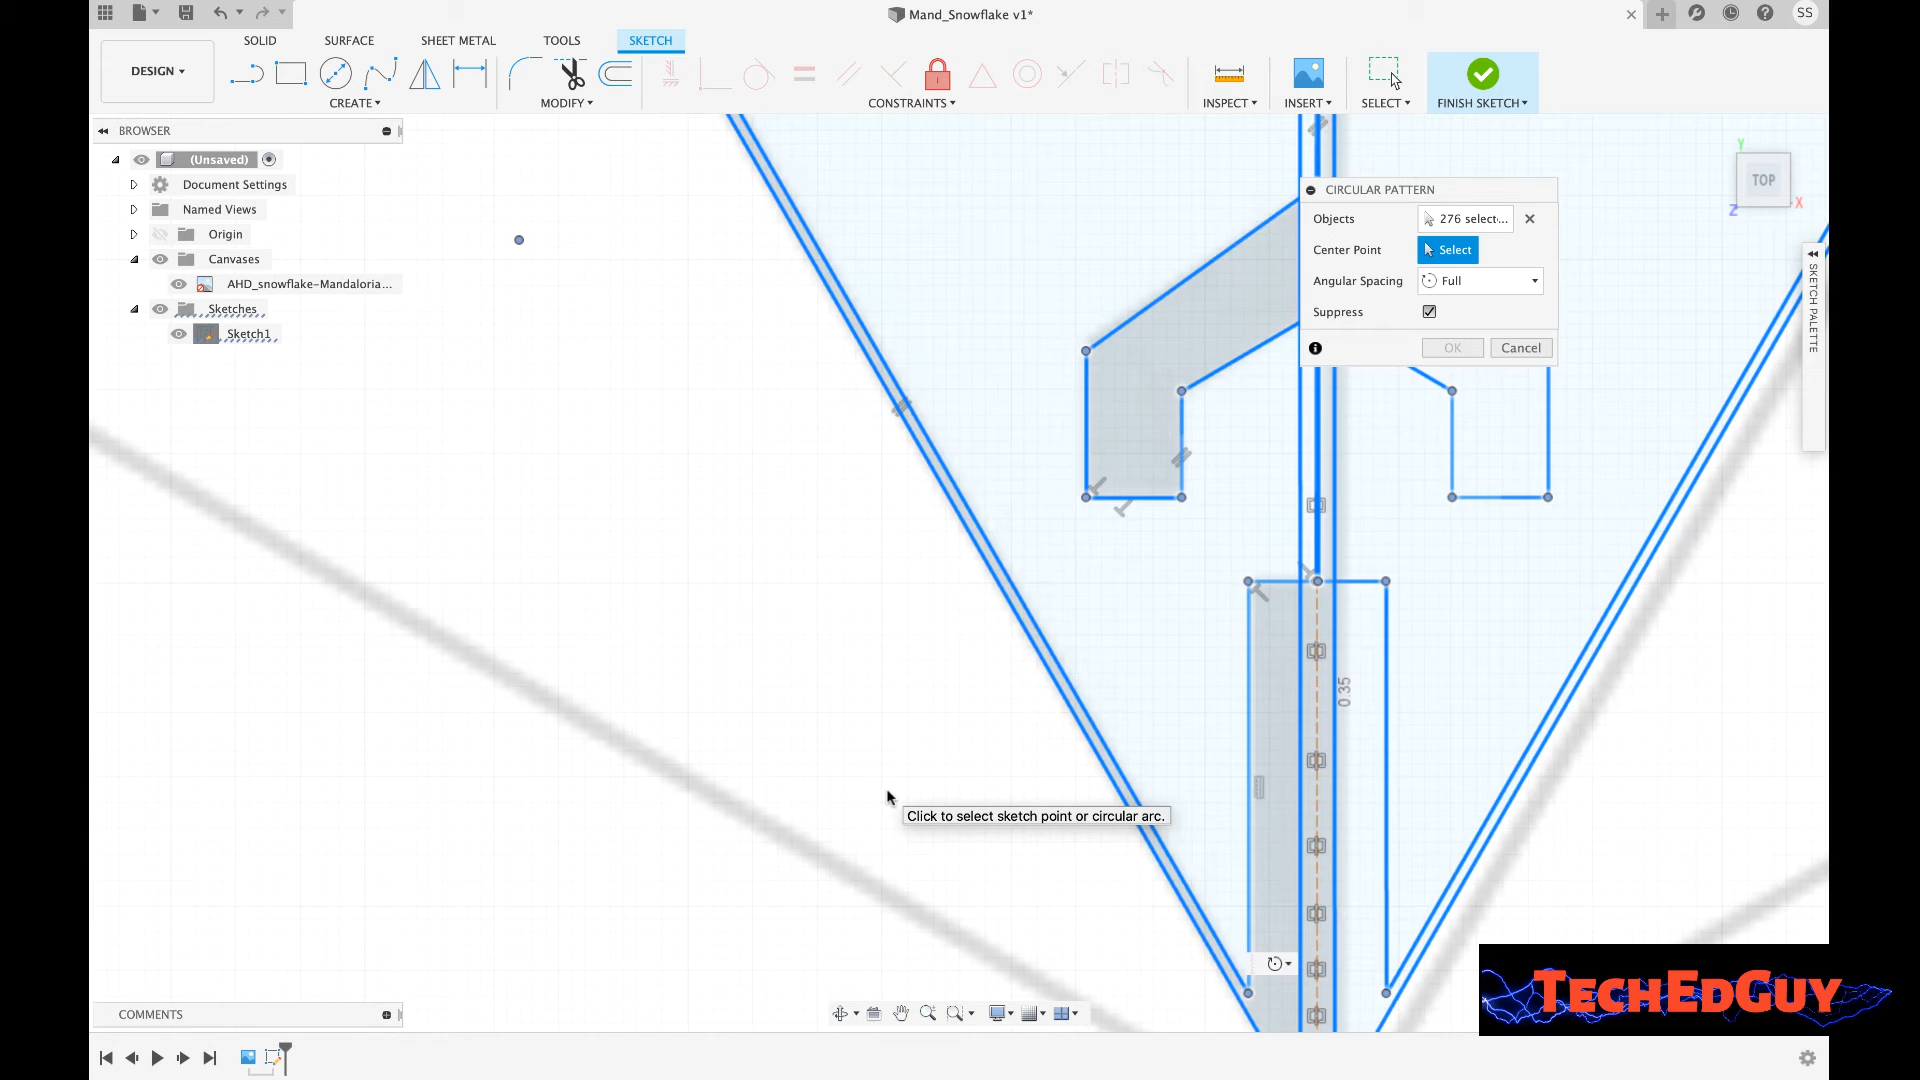 Mand_Snowflake v1*
SS
SOLID
SURFACE
SHEET METAL
TOOLS
SKETCH
DESIGN
CREATE
MODIFY
CONSTRAINTS
INSPECT
INSERT
SELECT
FINISH SKETCH
BROWSER
(Unsaved)
Document Settings
Named Views
Origin
Canvases
AHD_snowflake-Mandaloria...
Sketches
Sketch1
Y
TOP
X
Z
CIRCULAR PATTERN
Objects
276 select...
Center Point
Select
Angular Spacing
Full
Suppress
OK
Cancel
SKETCH PALETTE
0.35
Click to select sketch point or circular arc.
TECHEDGUY
COMMENTS